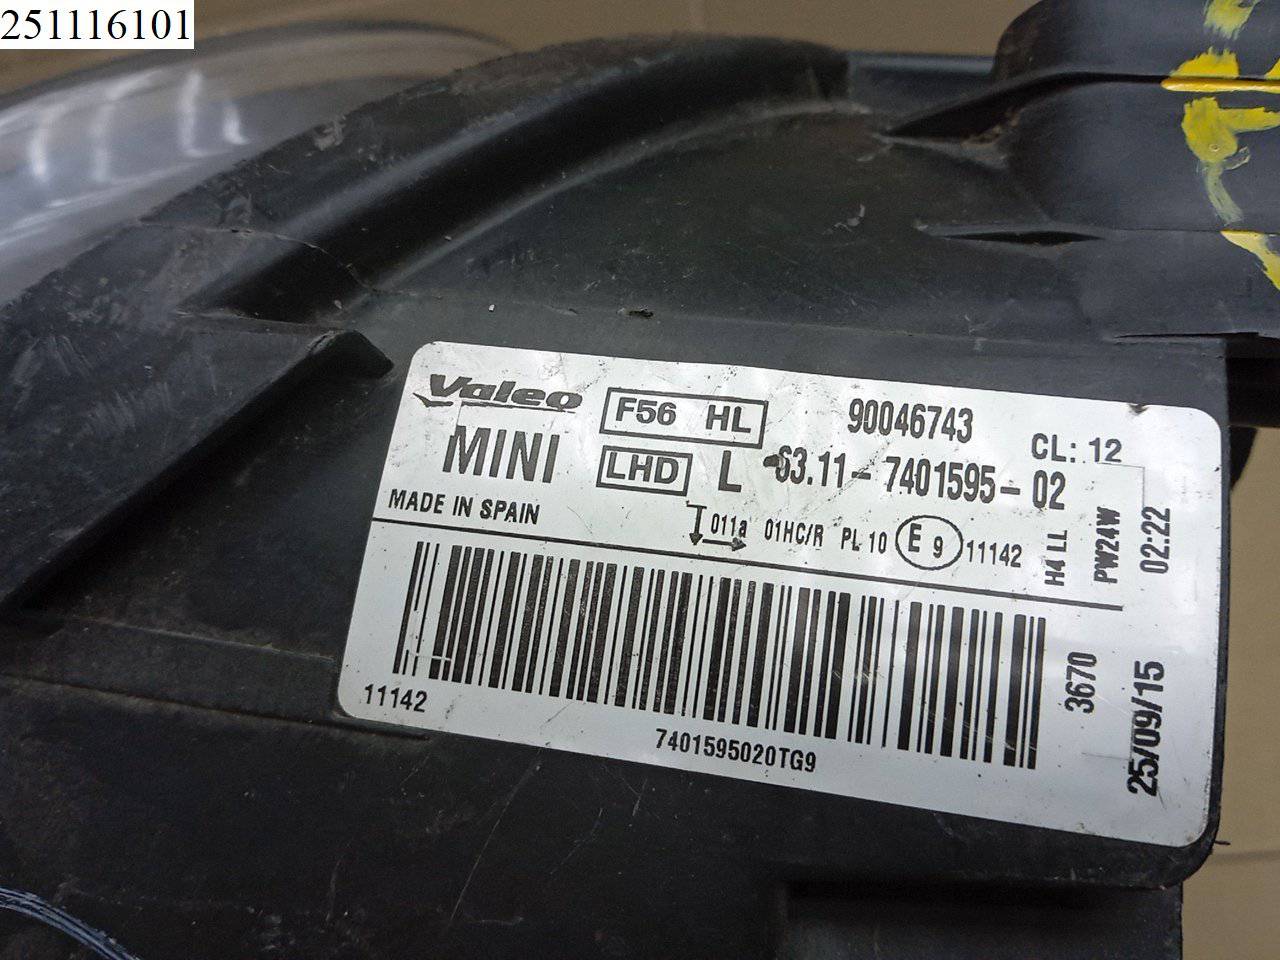 251116101
Valeo F56 HL 90046743 CL: 12
MINI LHD L 63.11-7401595-02
MADE IN SPAIN 011a 01HC/R PL 10 E 9 11142
H4 LL
PW24W
02:22
3670
25/09/15
11142
7401595020TG9